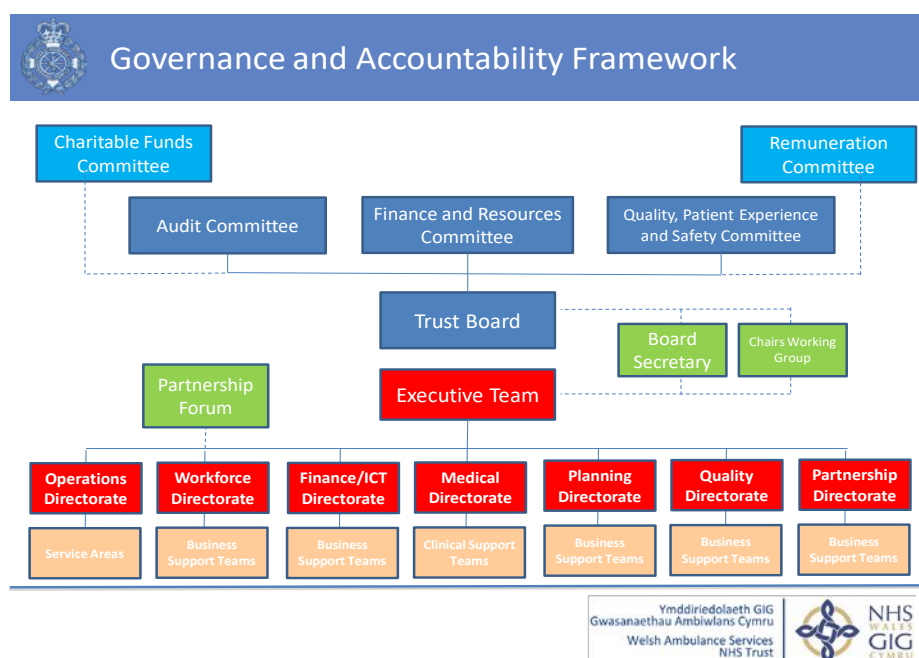 Governance and Accountability Framework
Charitable Funds
Committee
Remuneration
Committee
Audit Committee
Finance and Resources
Committee
Quality, Patient Experience
and Safety Committee
Trust Board
Board
Secretary
Chairs Working
Group
Partnership
Forum
Executive Team
Operations
Directorate
Workforce
Directorate
Finance/ICT
Directorate
Medical
Directorate
Planning
Directorate
Quality
Directorate
Partnership
Directorate
Service Areas
Business
Support Teams
Business
Support Teams
Clinical Support
Teams
Business
Support Teams
Business
Support Teams
Business
Support Teams
Ymddiriedolaeth GIG
Gwasanaethau Ambiwlans Cymru
Welsh Ambulance Services
NHS Trust
NHS
WALES
GIG
CYMRU